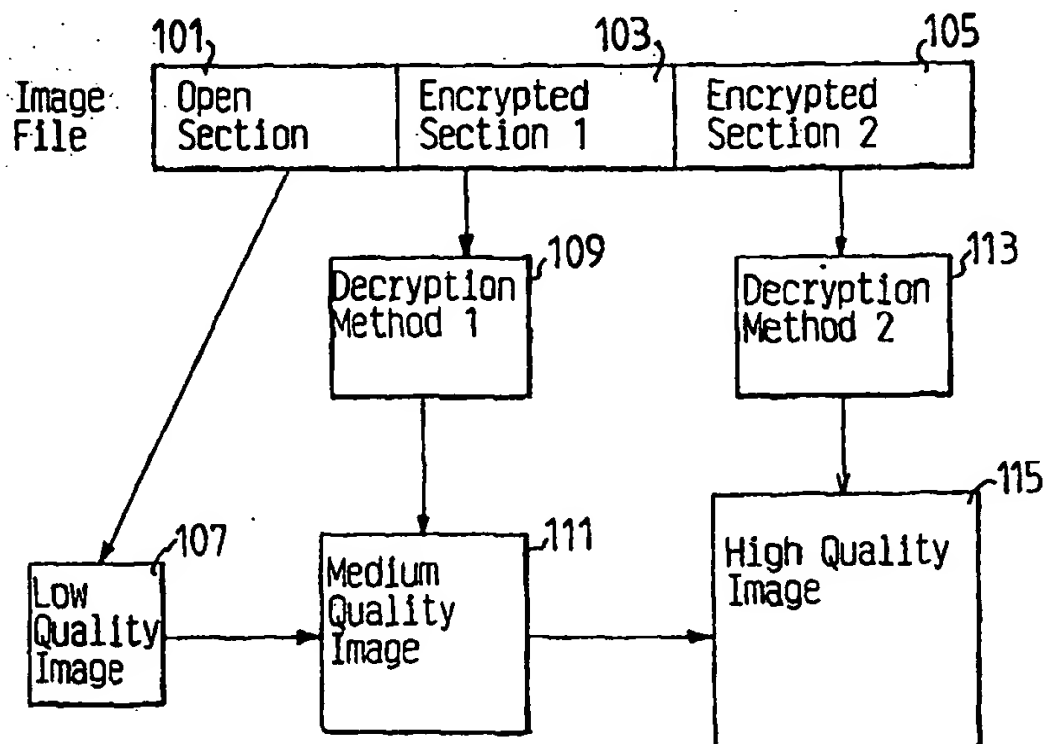 101
103
105
Image
File
Open
Section
Encrypted
Section 1
Encrypted
Section 2
109
Decryption
Method 1
113
Decryption
Method 2
107
Low
Quality
Image
111
Medium
Quality
Image
115
High Quality
Image